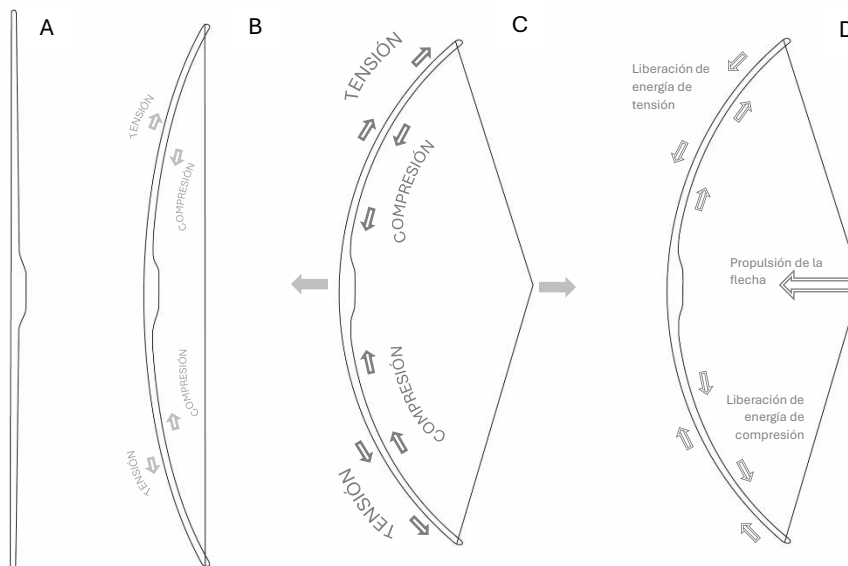 A
B
C
D
TENSIÓN
COMPRESIÓN
COMPRESIÓN
TENSIÓN
TENSIÓN
COMPRESIÓN
COMPRESIÓN
TENSIÓN
Liberación de
energía de
tensión
Propulsión de la
flecha
Liberación de
energía de
compresión